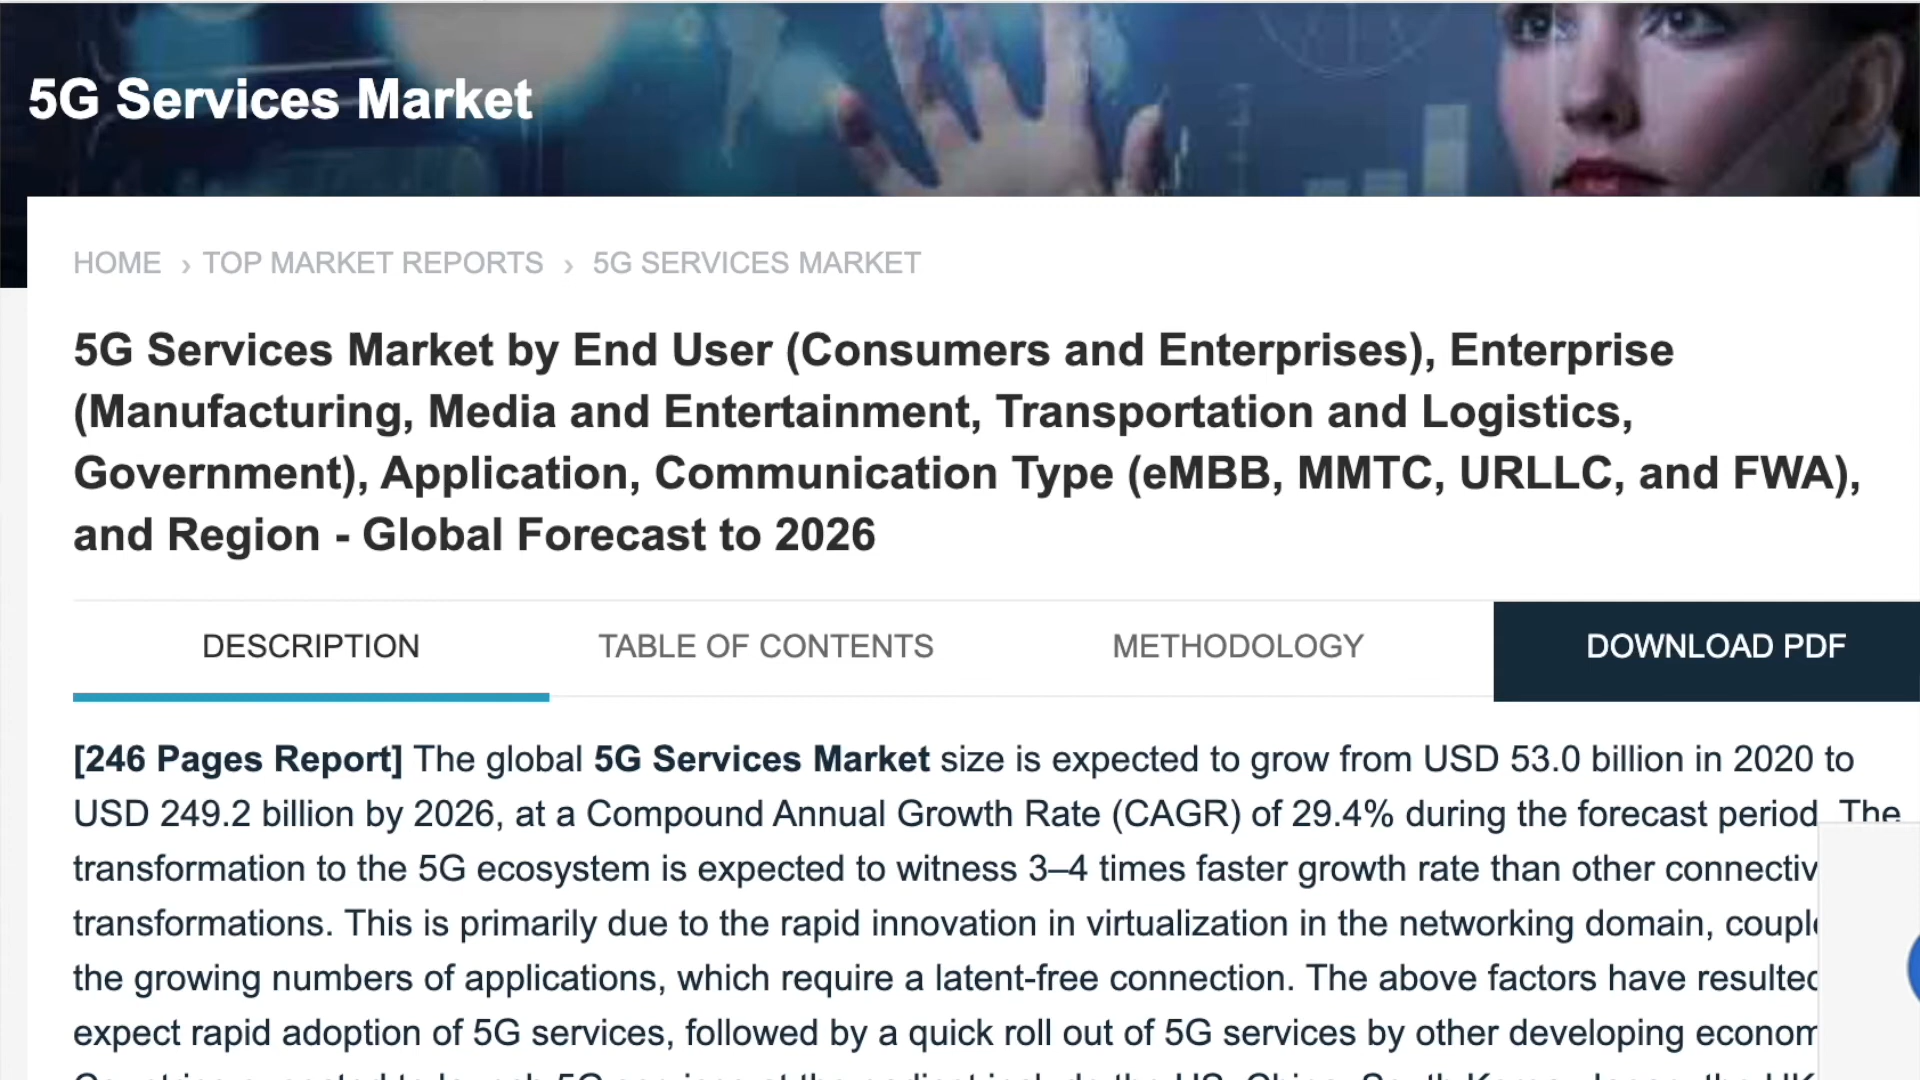 5G Services Market
HOME › TOP MARKET REPORTS › 5G SERVICES MARKET
5G Services Market by End User (Consumers and Enterprises), Enterprise
(Manufacturing, Media and Entertainment, Transportation and Logistics,
Government), Application, Communication Type (eMBB, MMTC, URLLC, and FWA),
and Region - Global Forecast to 2026
DESCRIPTION TABLE OF CONTENTS METHODOLOGY DOWNLOAD PDF
[246 Pages Report] The global 5G Services Market size is expected to grow from USD 53.0 billion in 2020 to
USD 249.2 billion by 2026, at a Compound Annual Growth Rate (CAGR) of 29.4% during the forecast period. The
transformation to the 5G ecosystem is expected to witness 3–4 times faster growth rate than other
transformations. This is primarily due to the rapid innovation in virtualization in the networking domain,
the growing numbers of applications, which require a latent-free connection. The above factors have
expect rapid adoption of 5G services, followed by a quick roll out of 5G services by other developing